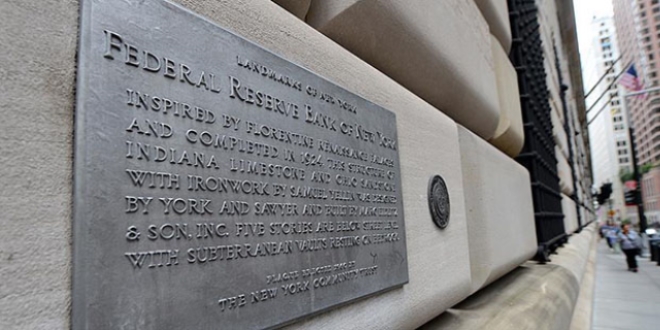 LANDMARKS OF NEW YORK
FEDERAL RESERVE BANK OF NEW YORK
INSPIRED BY FLORENTINE RENAISSANCE PALACES
AND COMPLETED IN 1924 THIS STRUCTURE OF
INDIANA LIMESTONE AND OHIO SANDSTONE
WITH IRONWORK BY SAMUEL YELLIN WAS DESIGNED
BY YORK AND SAWYER AND BUILT BY MARC EIDLITZ
& SON, INC. FIVE STORIES ARE BELOW STREET LEVEL
WITH SUBTERRANEAN VAULTS RESTING ON BEDROCK
PLAQUE ERECTED BY
THE NEW YORK COMMUNITY TRUST